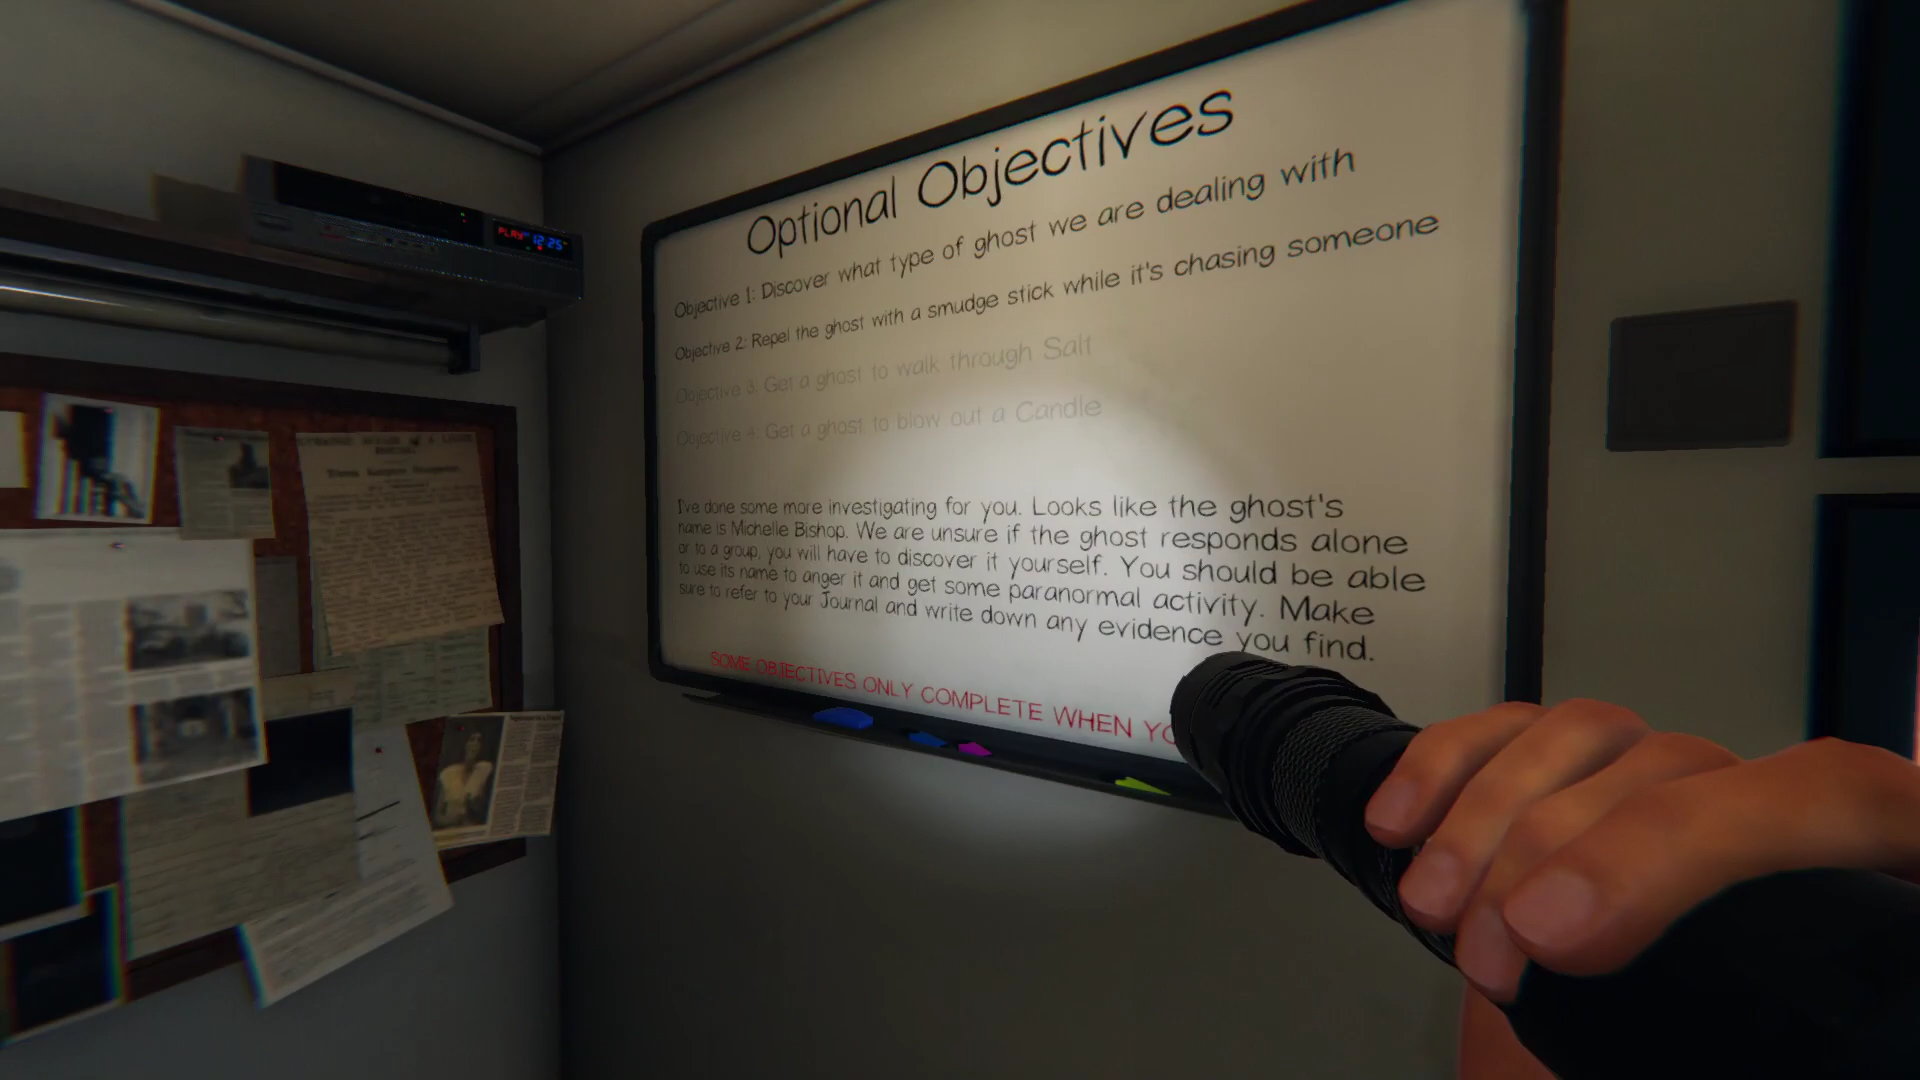 PLAY 12:25
Optional Objectives
Objective 1: Discover what type of ghost we are dealing with
Objective 2: Repel the ghost with a smudge stick while it's chasing someone
Objective 3: Get a ghost to walk through Salt
Objective 4: Get a ghost to blow out a Candle
I've done some more investigating for you. Looks like the ghost's
name is Michelle Bishop. We are unsure if the ghost responds alone
or to a group, you will have to discover it yourself. You should be able
to use its name to anger it and get some paranormal activity. Make
sure to refer to your Journal and write down any evidence you find.
SOME OBJECTIVES ONLY COMPLETE WHEN